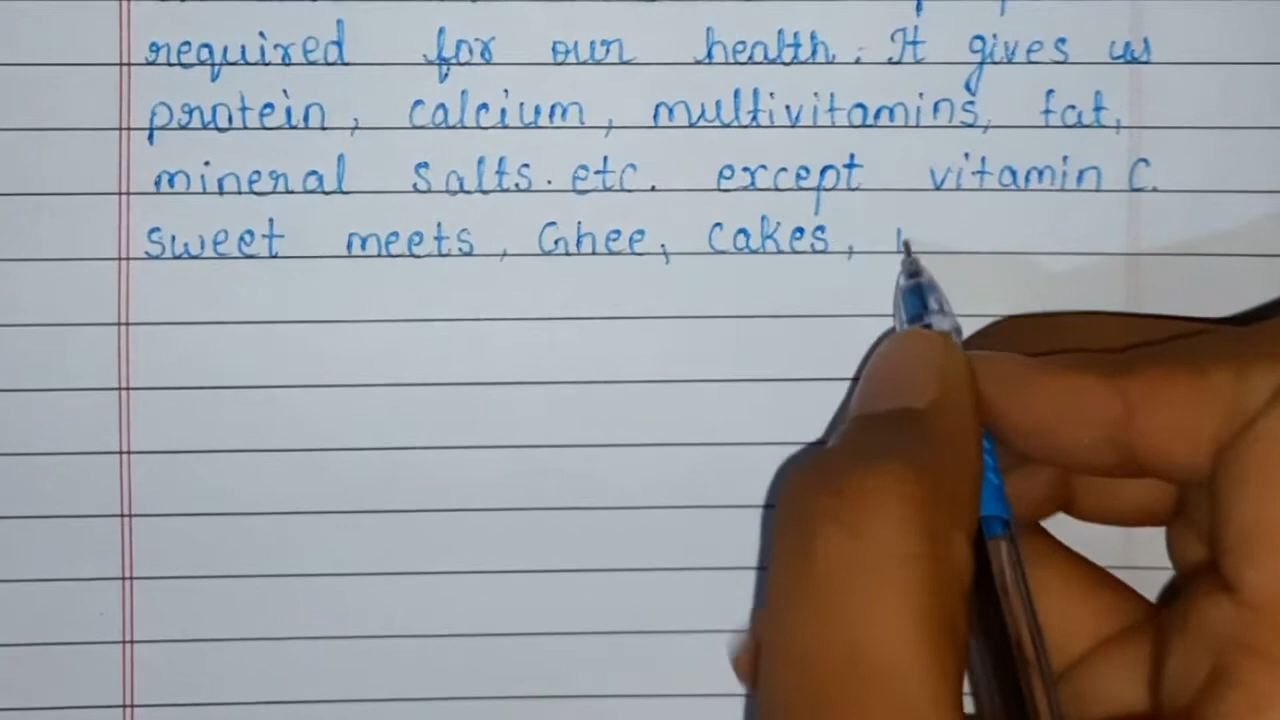 required for our health. It gives us
protein, calcium, multivitamins, fat,
mineral salts. etc. except vitamin C.
sweet meets, Ghee, cakes,